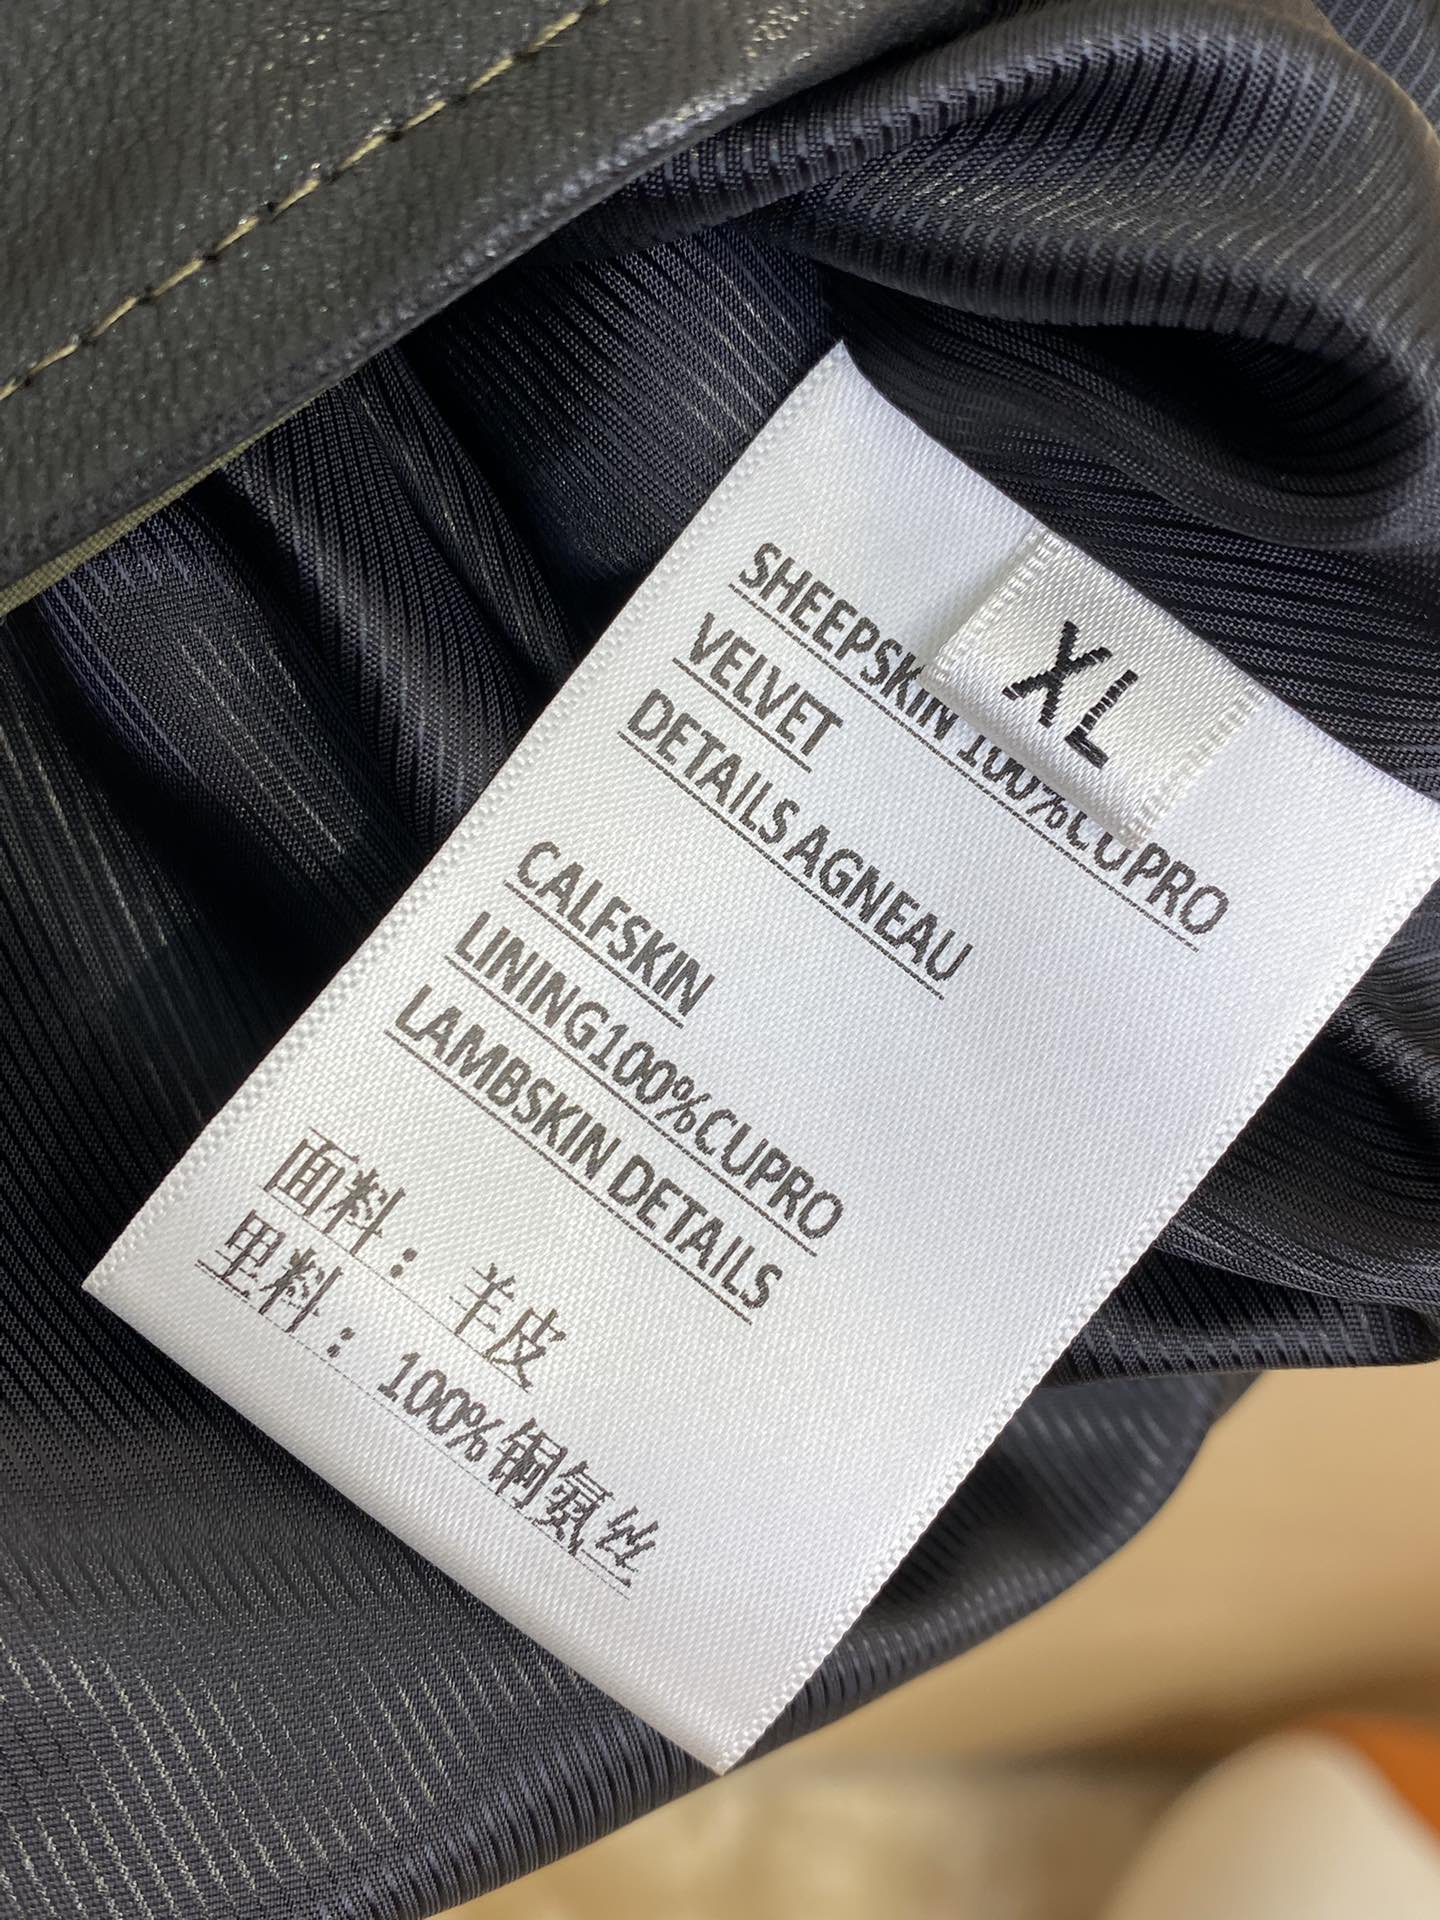 XL
SHEEPSKIN 100%CUPRO
VELVET
DETAILS AGNEAU
CALFSKIN
LINING100%CUPRO
LAMBSKIN DETAILS
面料：羊皮
里料：100%铜氨丝